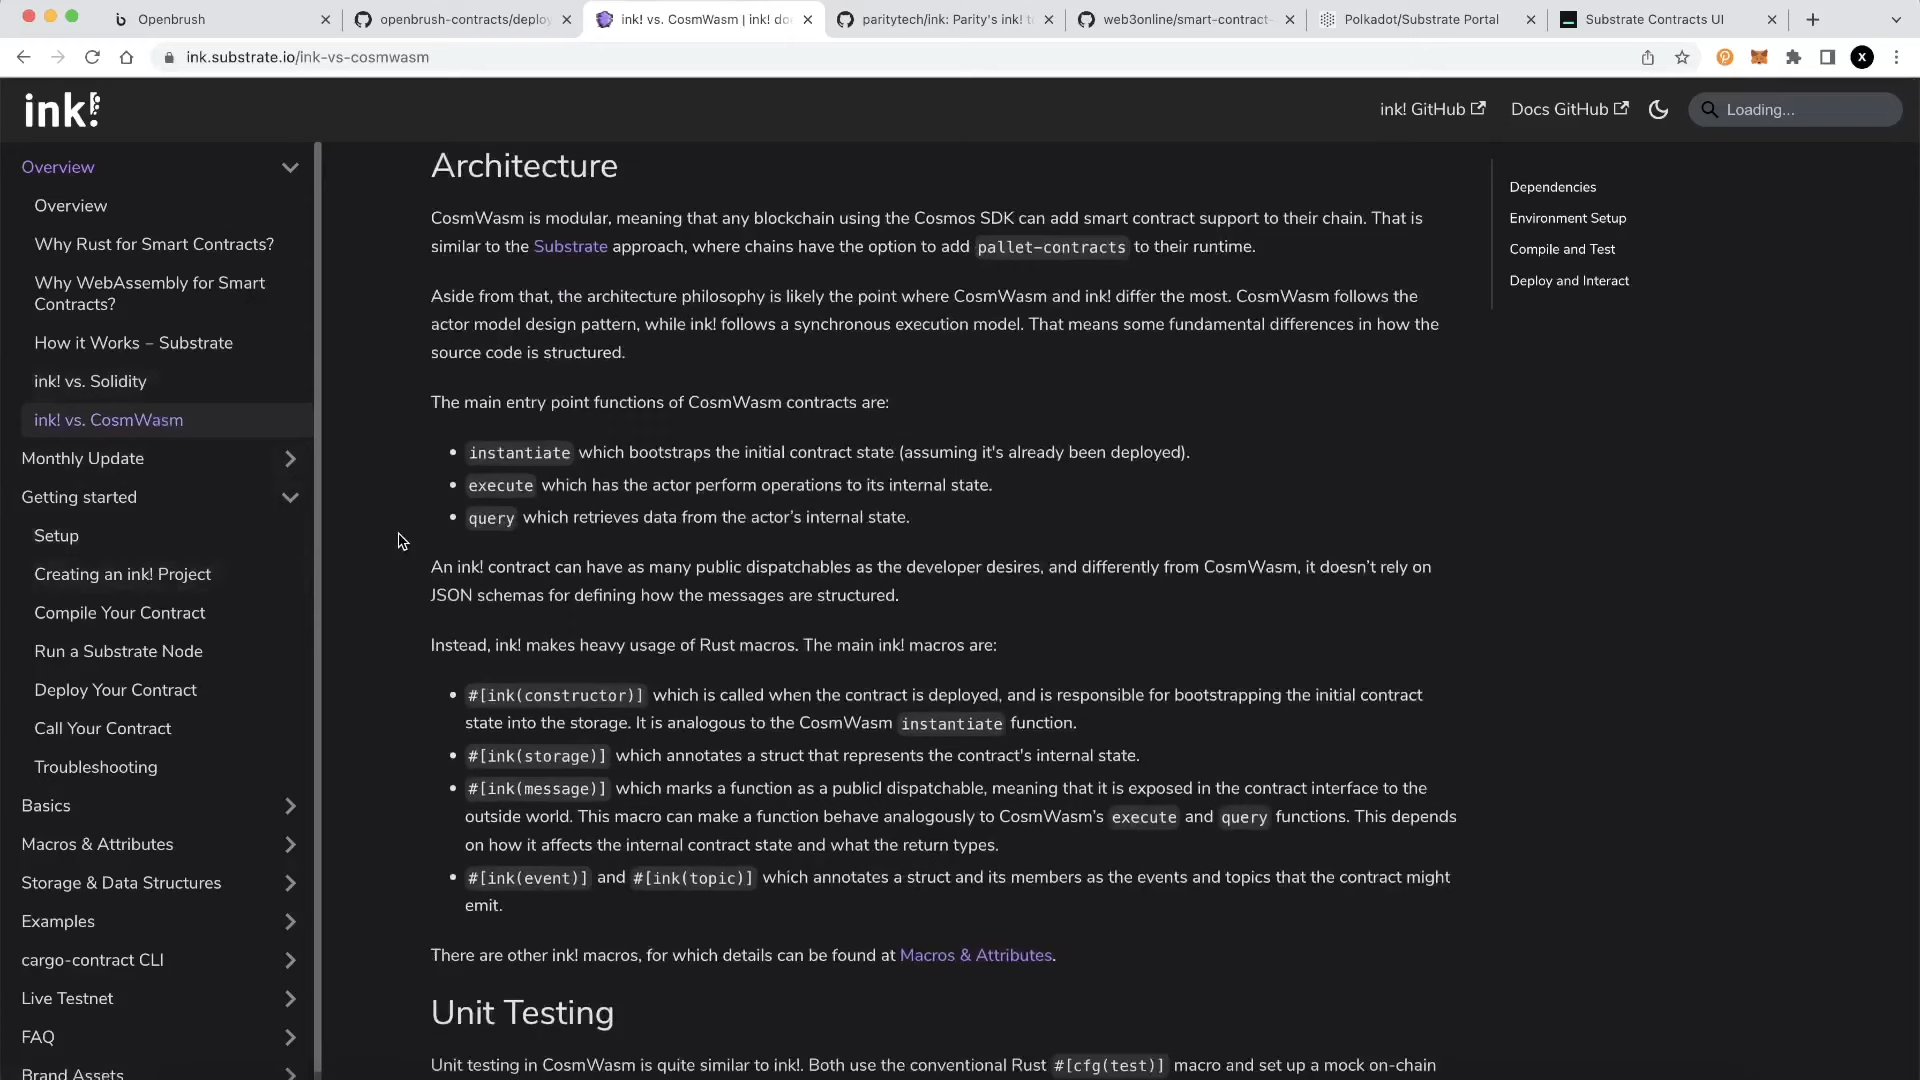 Openbrush
openbrush-contracts/deploy
ink! vs. CosmWasm | ink! do
paritytech/ink: Parity's ink! t
web3online/smart-contract-
Polkadot/Substrate Portal
Substrate Contracts UI
ink.substrate.io/ink-vs-cosmwasm
X
ink!
ink! GitHub
Docs GitHub
Loading...
Overview
Overview
Why Rust for Smart Contracts?
Why WebAssembly for Smart
Contracts?
How it Works – Substrate
ink! vs. Solidity
ink! vs. CosmWasm
Monthly Update
Getting started
Setup
Creating an ink! Project
Compile Your Contract
Run a Substrate Node
Deploy Your Contract
Call Your Contract
Troubleshooting
Basics
Macros & Attributes
Storage & Data Structures
Examples
cargo-contract CLI
Live Testnet
FAQ
Brand Assets
Architecture
CosmWasm is modular, meaning that any blockchain using the Cosmos SDK can add smart contract support to their chain. That is
similar to the Substrate approach, where chains have the option to add pallet-contracts to their runtime.
Aside from that, the architecture philosophy is likely the point where CosmWasm and ink! differ the most. CosmWasm follows the
actor model design pattern, while ink! follows a synchronous execution model. That means some fundamental differences in how the
source code is structured.
The main entry point functions of CosmWasm contracts are:
• instantiate which bootstraps the initial contract state (assuming it's already been deployed).
• execute which has the actor perform operations to its internal state.
• query which retrieves data from the actor’s internal state.
An ink! contract can have as many public dispatchables as the developer desires, and differently from CosmWasm, it doesn’t rely on
JSON schemas for defining how the messages are structured.
Instead, ink! makes heavy usage of Rust macros. The main ink! macros are:
• #[ink(constructor)] which is called when the contract is deployed, and is responsible for bootstrapping the initial contract
state into the storage. It is analogous to the CosmWasm instantiate function.
• #[ink(storage)] which annotates a struct that represents the contract's internal state.
• #[ink(message)] which marks a function as a publicl dispatchable, meaning that it is exposed in the contract interface to the
outside world. This macro can make a function behave analogously to CosmWasm’s execute and query functions. This depends
on how it affects the internal contract state and what the return types.
• #[ink(event)] and #[ink(topic)] which annotates a struct and its members as the events and topics that the contract might
emit.
There are other ink! macros, for which details can be found at Macros & Attributes.
Unit Testing
Unit testing in CosmWasm is quite similar to ink!. Both use the conventional Rust #[cfg(test)] macro and set up a mock on-chain
Dependencies
Environment Setup
Compile and Test
Deploy and Interact